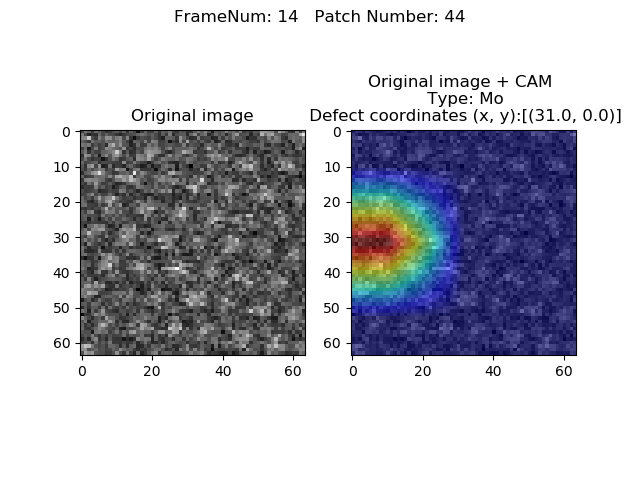 FrameNum: 14   Patch Number: 44
Original image
Original image + CAM
Type: Mo
Defect coordinates (x, y):[(31.0, 0.0)]
0
10
20
30
40
50
60
0 20 40 60
0
10
20
30
40
50
60
0 20 40 60